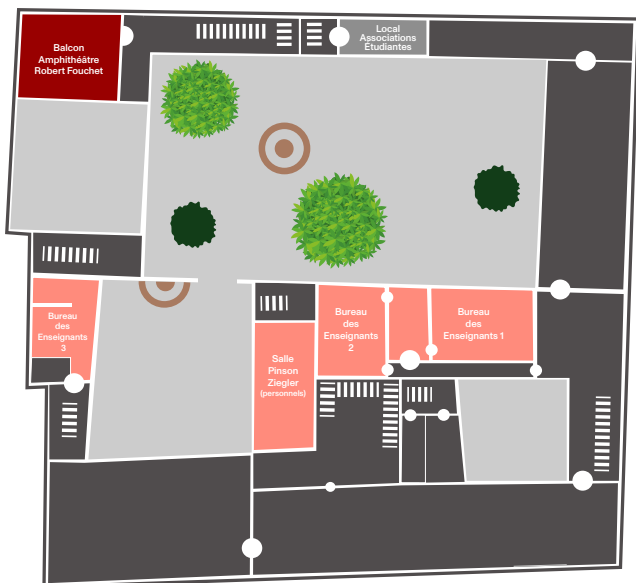 Balcon
Amphithéâtre
Robert Fouchet
Local
Associations
Étudiantes
Bureau
des
Enseignants
3
Bureau
des
Enseignants
2
Bureau
des
Enseignants 1
Salle
Pinson
Ziegler
(personnels)